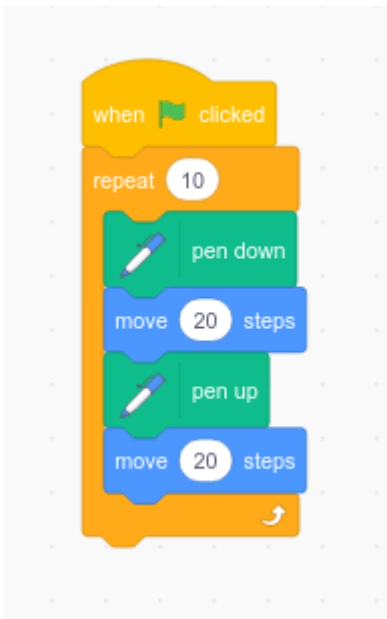 when clicked
repeat 10
pen down
move 20 steps
pen up
move 20 steps